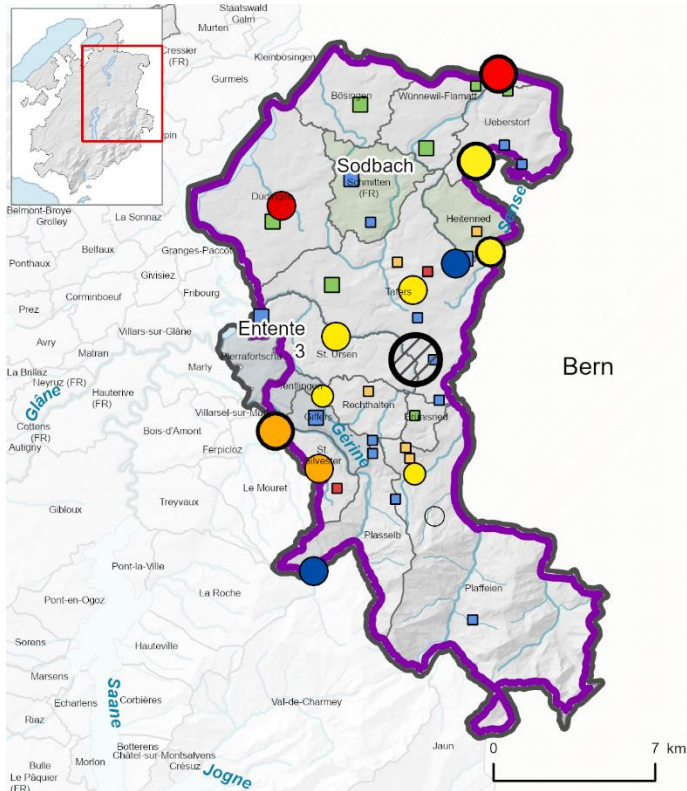 Staatswald
Galm
Murten
Cressier
(FR)
Kleinbösingen
Gurmels
Bösingen
Wünnewil-Flamatt
Ueberstorf
Sodbach
Schmitten
(FR)
Düdingen
Heitenried
Sense
Belmont-Broye
Grolley
La Sonnaz
Belfaux
Granges-Paccot
Ponthaux
Givisiez
Tafers
Prez
Corminboeuf
Fribourg
Villars-sur-Glâne
Entente
3
Avry
Matran
Pierrafortscha
St. Ursen
Bern
La Brillaz
Neyruz (FR)
Marly
Hauterive
(FR)
Glâne
Villarsel-sur-Ma
Rechthalten
Brünisried
Cottens
(FR)
Giffers
Autigny
Bois-d'Amont
Ferpicloz
Gérine
St.
Silvester
Le Mouret
Gibloux
Treyvaux
Plasselb
Pont-la-Ville
La Roche
Plaffeien
Pont-en-Ogoz
Sorens
Hauteville
Marsens
Echarlens
Corbières
Saane
Val-de-Charmey
Riaz
Botterens
Châtel-sur-Montsalvens
Jaun
Bulle
Morlon
Crésuz
Le Pâquier
(FR)
Jogne
0 7 km